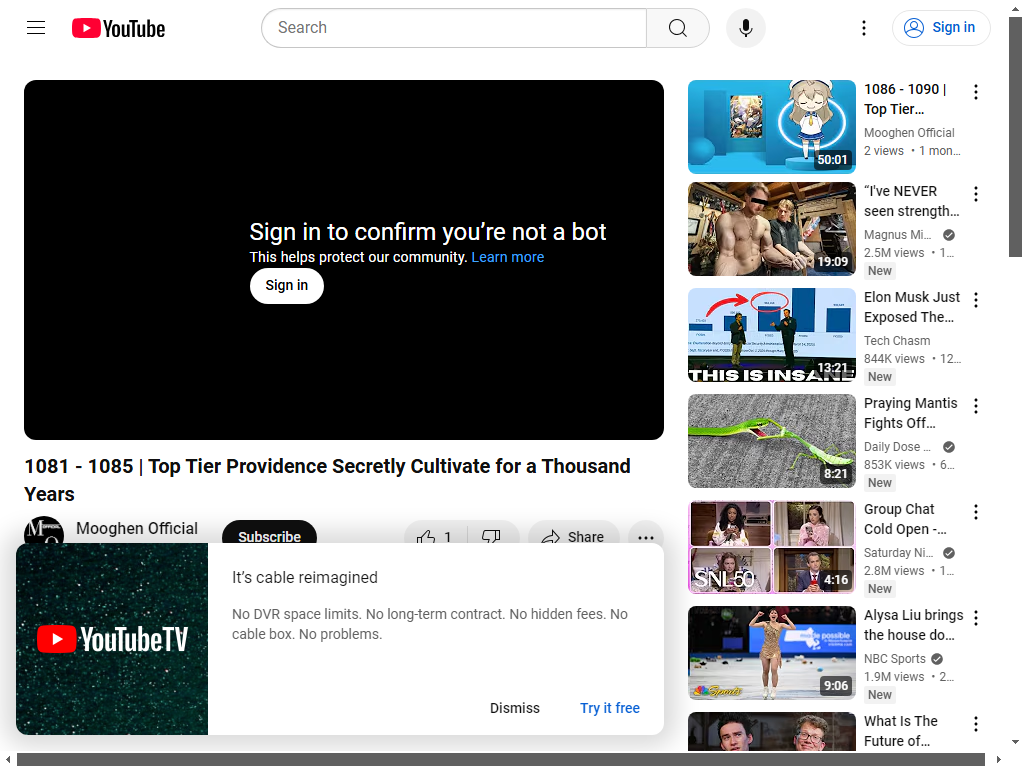 YouTube
Search
Sign in
Sign in to confirm you're not a bot
This helps protect our community. Learn more
Sign in
1081 - 1085 | Top Tier Providence Secretly Cultivate for a Thousand
Years
Mooghen Official
Subscribe
1
Share
YouTubeTV
It's cable reimagined
No DVR space limits. No long-term contract. No hidden fees. No
cable box. No problems.
Dismiss
Try it free
50:01
1086 - 1090 |
Top Tier…
Mooghen Official
2 views • 1 mon…
19:09
“I've NEVER
seen strength…
Magnus Mi…
2.5M views • 1…
New
THIS IS INSANE
13:21
Elon Musk Just
Exposed The…
Tech Chasm
844K views • 12…
New
8:21
Praying Mantis
Fights Off…
Daily Dose …
853K views • 6…
New
SNL50
4:16
Group Chat
Cold Open -…
Saturday Ni…
2.8M views • 1…
New
made possible
Sports
9:06
Alysa Liu brings
the house do…
NBC Sports
1.9M views • 2…
New
What Is The
Future of…